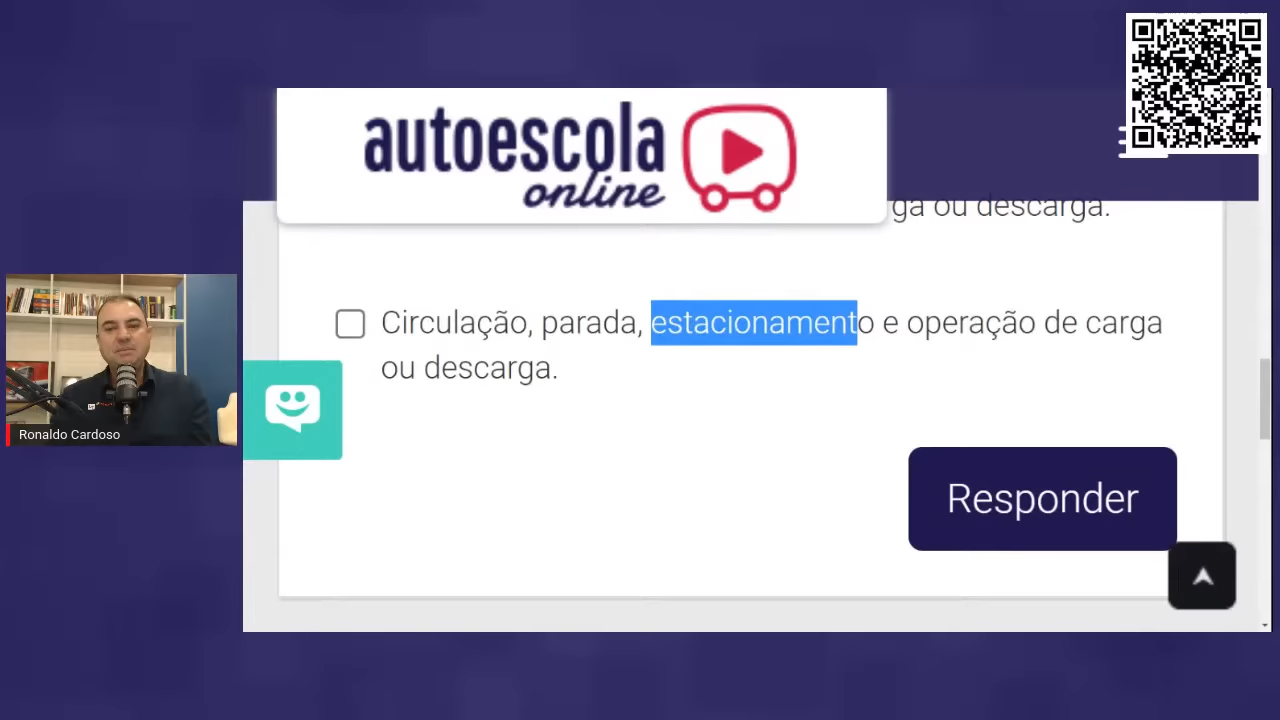 autoescola
online
ga ou descarga.
Circulação, parada, estacionamento e operação de carga
ou descarga.
Ronaldo Cardoso
Responder